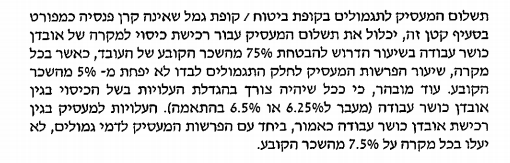 תשלום המעסיק לתגמולים בקופת ביטוח / קופת גמל שאינה קרן פנסיה כמפורט
בסעיף קטן זה, יכלול את תשלום המעסיק עבור רכישת כיסוי למקרה של אובדן
כושר עבודה בשיעור הדרוש להבטחת 75% מהשכר הקובע של העובד, כאשר בכל
מקרה, שיעור הפרשות המעסיק לחלק התגמולים לבדו לא יפחת מ- 5% מהשכר
הקובע. עוד מובהר, כי ככל שיהיה צורך בהגדלת העלויות בשל הכיסוי בגין
אובדן כושר עבודה (מעבר ל6.25% או 6.5% בהתאמה). העלויות למעסיק בגין
רכישת אובדן כושר עבודה כאמור, ביחד עם הפרשות המעסיק לדמי גמולים, לא
יעלו בכל מקרה על 7.5% מהשכר הקובע.